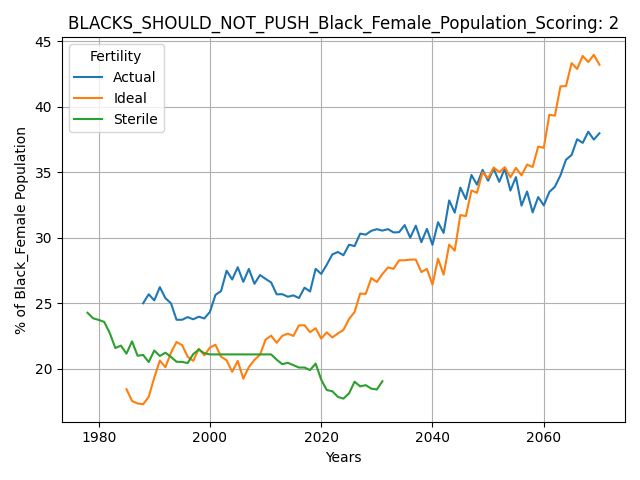 BLACKS_SHOULD_NOT_PUSH_Black_Female_Population_Scoring: 2
Fertility
Actual
Ideal
Sterile
% of Black_Female Population
45
40
35
30
25
20
1980
2000
2020
2040
2060
Years